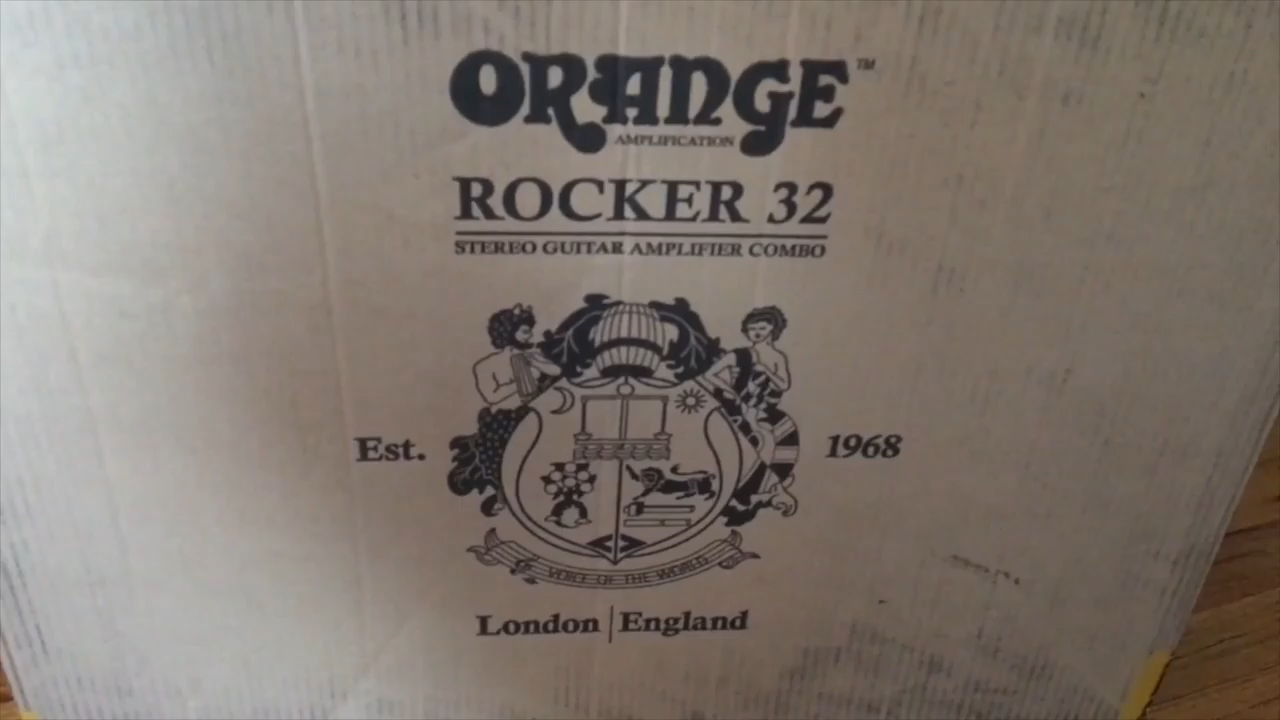 ORANGE™
AMPLIFICATION
ROCKER 32
STEREO GUITAR AMPLIFIER COMBO
Est. 1968
VOICE OF THE WORLD
London | England